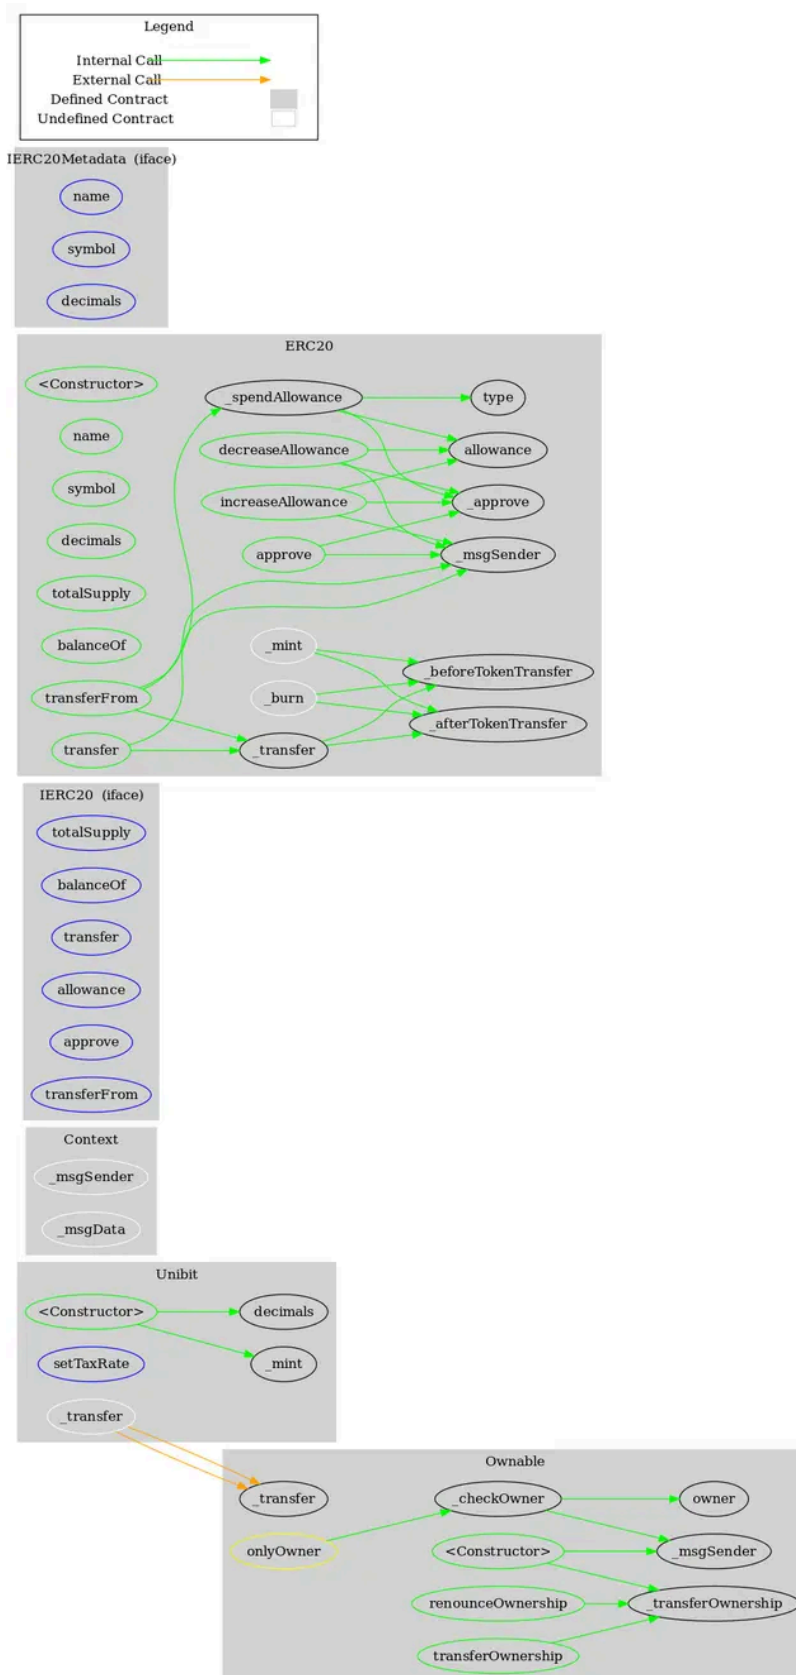 Legend
Internal Call
External Call
Defined Contract
Undefined Contract
IERC20Metadata (iface)
name
symbol
decimals
ERC20
<Constructor>
_spendAllowance
type
name
decreaseAllowance
allowance
symbol
increaseAllowance
_approve
decimals
approve
_msgSender
totalSupply
balanceOf
_mint
_beforeTokenTransfer
transferFrom
_burn
_afterTokenTransfer
transfer
_transfer
IERC20 (iface)
totalSupply
balanceOf
transfer
allowance
approve
transferFrom
Context
_msgSender
_msgData
Unibit
<Constructor>
decimals
setTaxRate
_mint
_transfer
Ownable
_transfer
_checkOwner
owner
onlyOwner
<Constructor>
_msgSender
renounceOwnership
_transferOwnership
transferOwnership